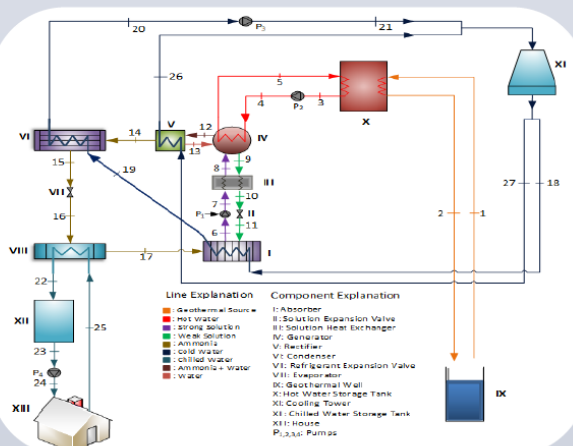 20
P3
21
XI
26
5
4
3
P2
X
VI
14
V
12
13
IV
15
19
8
9
III
VII
7
10
P1
II
6
11
16
27
18
2
1
VIII
17
I
22
25
XII
23
P4
24
XIII
IX
Line Explanation
: Geothermal Source
: Hot Water
: Strong Solution
: Weak Solution
: Ammonia
: Cold Water
: Chilled Water
: Ammonia + Water
: Water
Component Explanation
I: Absorber
II: Solution Expansion Valve
III: Solution Heat Exchanger
IV: Generator
V: Rectifier
VI: Condenser
VII: Refrigerant Expansion Valve
VIII: Evaporator
IX: Geothermal Well
X: Hot Water Storage Tank
XI: Cooling Tower
XII: Chilled Water Storage Tank
XIII: House
P1,2,3,4: Pumps